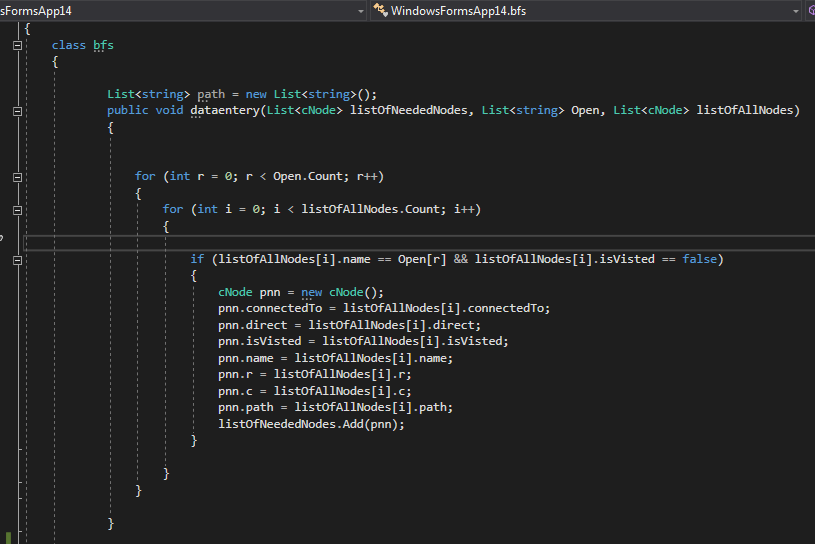 sFormsApp14 WindowsFormsApp14.bfs
{
class bfs
{
List<string> path = new List<string>();
public void dataentery(List<cNode> listOfNeededNodes, List<string> Open, List<cNode> listOfAllNodes)
{
for (int r = 0; r < Open.Count; r++)
{
for (int i = 0; i < listOfAllNodes.Count; i++)
{
if (listOfAllNodes[i].name == Open[r] && listOfAllNodes[i].isVisted == false)
{
cNode pnn = new cNode();
pnn.connectedTo = listOfAllNodes[i].connectedTo;
pnn.direct = listOfAllNodes[i].direct;
pnn.isVisted = listOfAllNodes[i].isVisted;
pnn.name = listOfAllNodes[i].name;
pnn.r = listOfAllNodes[i].r;
pnn.c = listOfAllNodes[i].c;
pnn.path = listOfAllNodes[i].path;
listOfNeededNodes.Add(pnn);
}
}
}
}